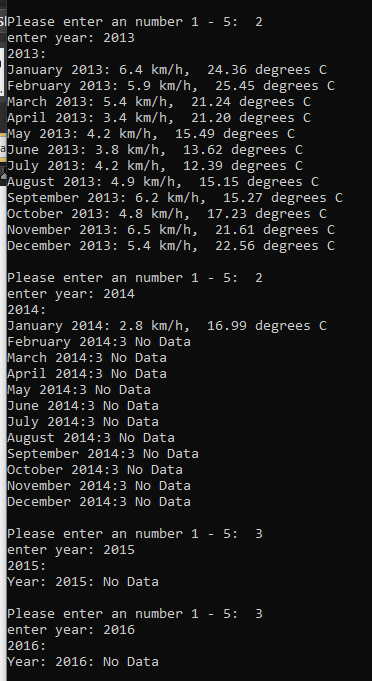 Please enter an number 1 - 5:  2
enter year: 2013
2013:
January 2013: 6.4 km/h,  24.36 degrees C
February 2013: 5.9 km/h,  25.45 degrees C
March 2013: 5.4 km/h,  21.24 degrees C
April 2013: 3.4 km/h,  21.20 degrees C
May 2013: 4.2 km/h,  15.49 degrees C
June 2013: 3.8 km/h,  13.62 degrees C
July 2013: 4.2 km/h,  12.39 degrees C
August 2013: 4.9 km/h,  15.15 degrees C
September 2013: 6.2 km/h,  15.27 degrees C
October 2013: 4.8 km/h,  17.23 degrees C
November 2013: 6.5 km/h,  21.61 degrees C
December 2013: 5.4 km/h,  22.56 degrees C
Please enter an number 1 - 5:  2
enter year: 2014
2014:
January 2014: 2.8 km/h,  16.99 degrees C
February 2014:3 No Data
March 2014:3 No Data
April 2014:3 No Data
May 2014:3 No Data
June 2014:3 No Data
July 2014:3 No Data
August 2014:3 No Data
September 2014:3 No Data
October 2014:3 No Data
November 2014:3 No Data
December 2014:3 No Data
Please enter an number 1 - 5:  3
enter year: 2015
2015:
Year: 2015: No Data
Please enter an number 1 - 5:  3
enter year: 2016
2016:
Year: 2016: No Data